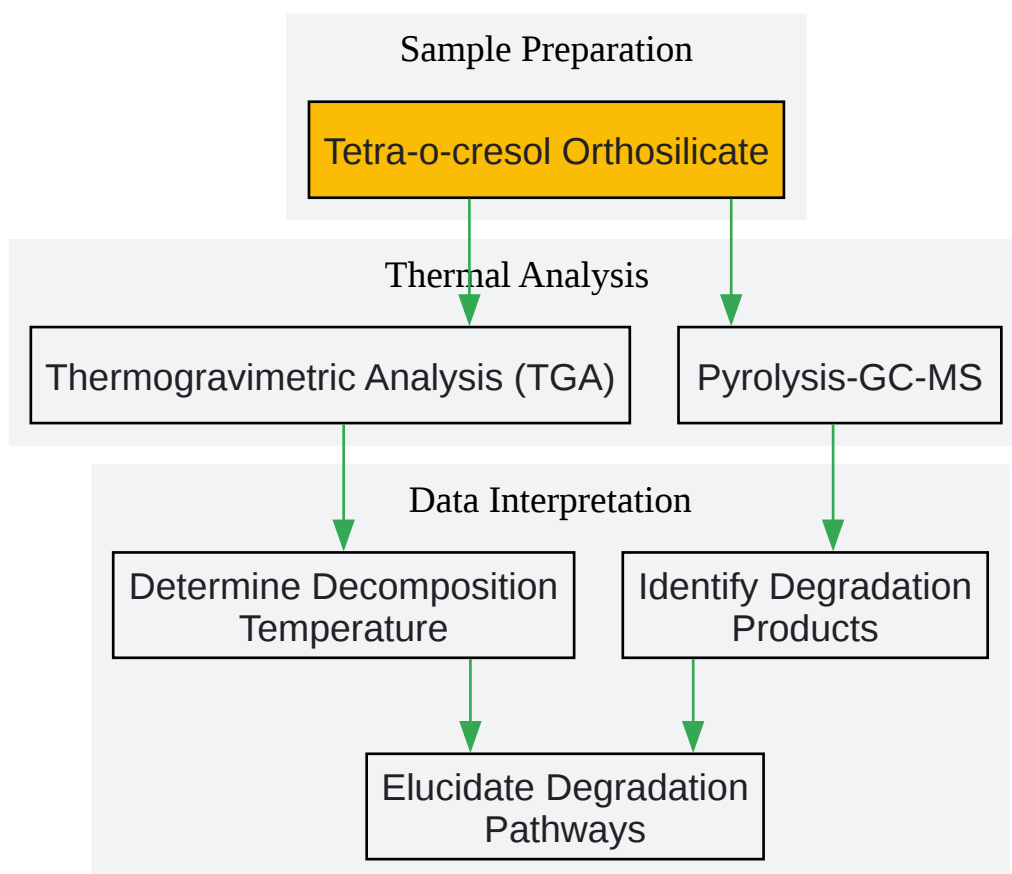 Sample Preparation
Tetra-o-cresol Orthosilicate
Thermal Analysis
Thermogravimetric Analysis (TGA)
Pyrolysis-GC-MS
Data Interpretation
Determine Decomposition
Temperature
Identify Degradation
Products
Elucidate Degradation
Pathways